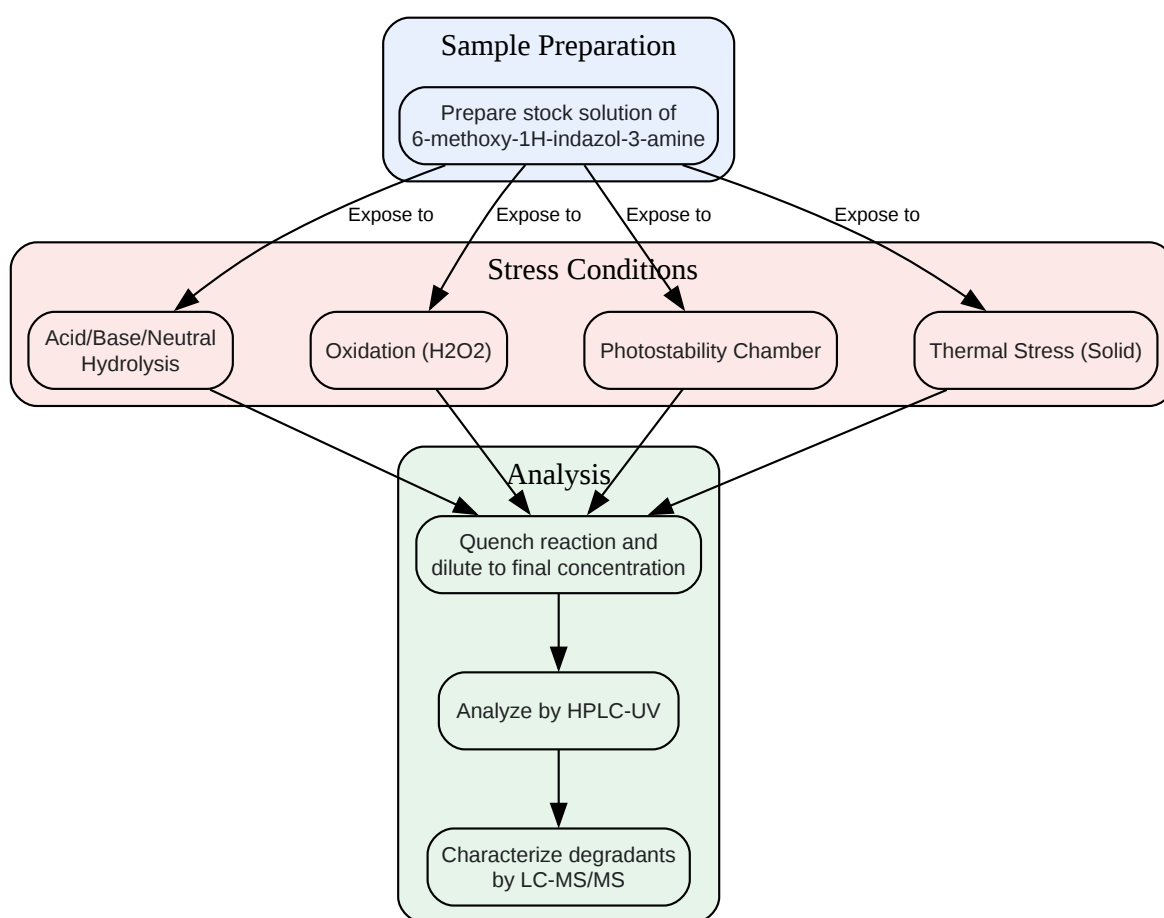 Sample Preparation
Prepare stock solution of
6-methoxy-1H-indazol-3-amine
Expose to
Expose to
Expose to
Expose to
Stress Conditions
Acid/Base/Neutral
Hydrolysis
Oxidation (H2O2)
Photostability Chamber
Thermal Stress (Solid)
Analysis
Quench reaction and
dilute to final concentration
Analyze by HPLC-UV
Characterize degradants
by LC-MS/MS